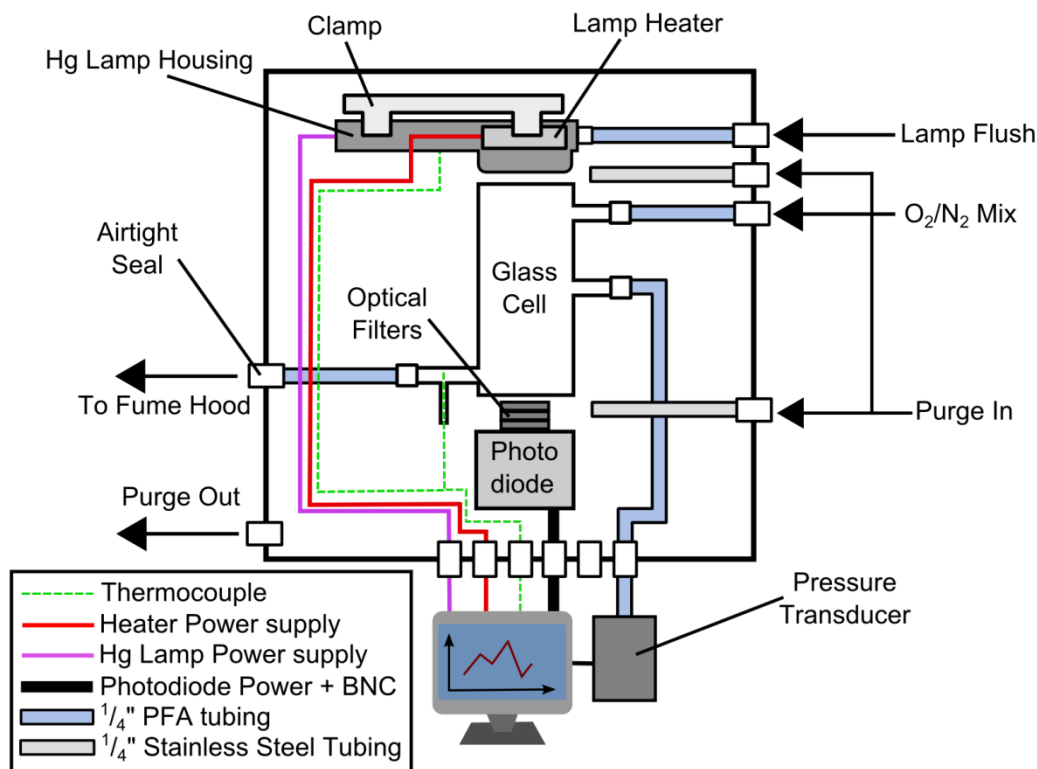 Clamp
Lamp Heater
Hg Lamp Housing
Lamp Flush
O₂/N₂ Mix
Airtight
Seal
Glass
Cell
Optical
Filters
To Fume Hood
Purge In
Photo
diode
Purge Out
Pressure
Transducer
Thermocouple
Heater Power supply
Hg Lamp Power supply
Photodiode Power + BNC
¹/₄" PFA tubing
¹/₄" Stainless Steel Tubing